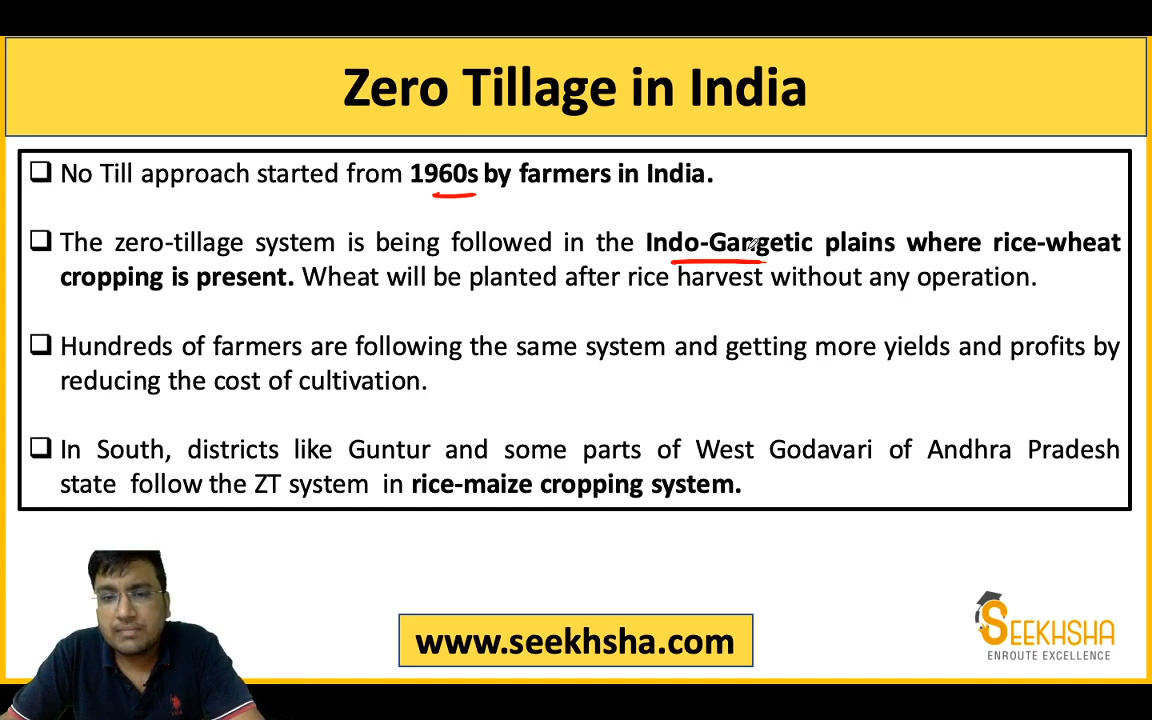 Zero Tillage in India
❑ No Till approach started from 1960s by farmers in India.
❑ The zero-tillage system is being followed in the Indo-Gangetic plains where rice-wheat
cropping is present. Wheat will be planted after rice harvest without any operation.
❑ Hundreds of farmers are following the same system and getting more yields and profits by
reducing the cost of cultivation.
❑ In South, districts like Guntur and some parts of West Godavari of Andhra Pradesh
state follow the ZT system in rice-maize cropping system.
www.seekhsha.com
SEEKHSHA
ENROUTE EXCELLENCE